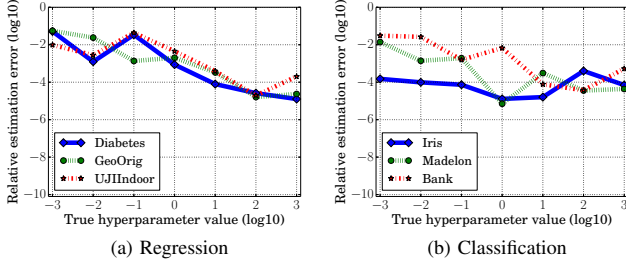 Relative estimation error (log10)
0
−2
−4
−6
−8
−10
Diabetes
GeoOrig
UJIIndoor
−3 −2 −1 0 1 2 3
True hyperparameter value (log10)
(a) Regression
Relative estimation error (log10)
0
−2
−4
−6
−8
−10
Iris
Madelon
Bank
−3 −2 −1 0 1 2 3
True hyperparameter value (log10)
(b) Classification